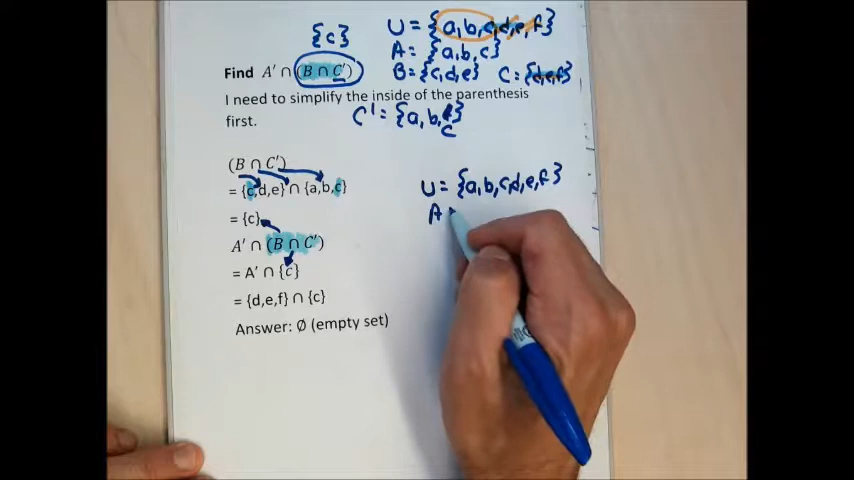 {c}
U = {a,b,c,d,e,f}
A = {a,b,c}
B = {c,d,e} C = {d,e,f}
Find A′ ∩ (B ∩ C′)
I need to simplify the inside of the parenthesis
first.
C' = {a,b,c}
(B ∩ C′)
= {c,d,e} ∩ {a,b,c}
= {c}
U = {a,b,c,d,e,f}
A
A′ ∩ (B ∩ C′)
= A′ ∩ {c}
= {d,e,f} ∩ {c}
Answer: Ø (empty set)